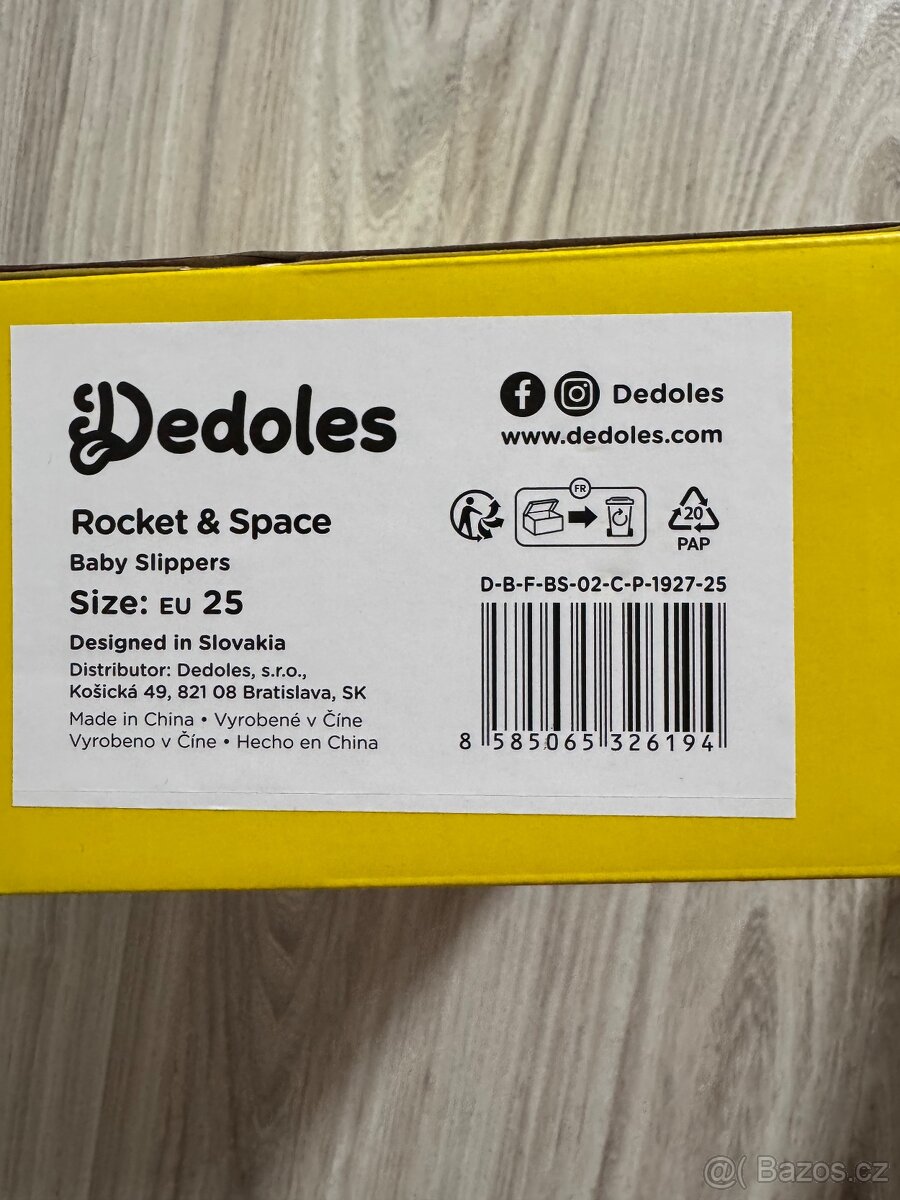 Dedoles
Rocket & Space
Baby Slippers
Size: EU 25
Designed in Slovakia
Distributor: Dedoles, s.r.o.,
Košická 49, 821 08 Bratislava, SK
Made in China • Vyrobené v Číne
Vyrobeno v Číne • Hecho en China
Dedoles
www.dedoles.com
FR
20
PAP
D-B-F-BS-02-C-P-1927-25
8 585065 326194
@( Bazos.cz